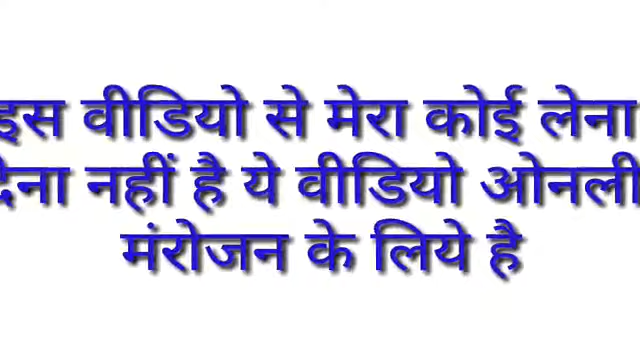 इस वीडियो से मेरा कोई लेना
देना नहीं है ये वीडियो ओनली
मंरोजन के लिये है